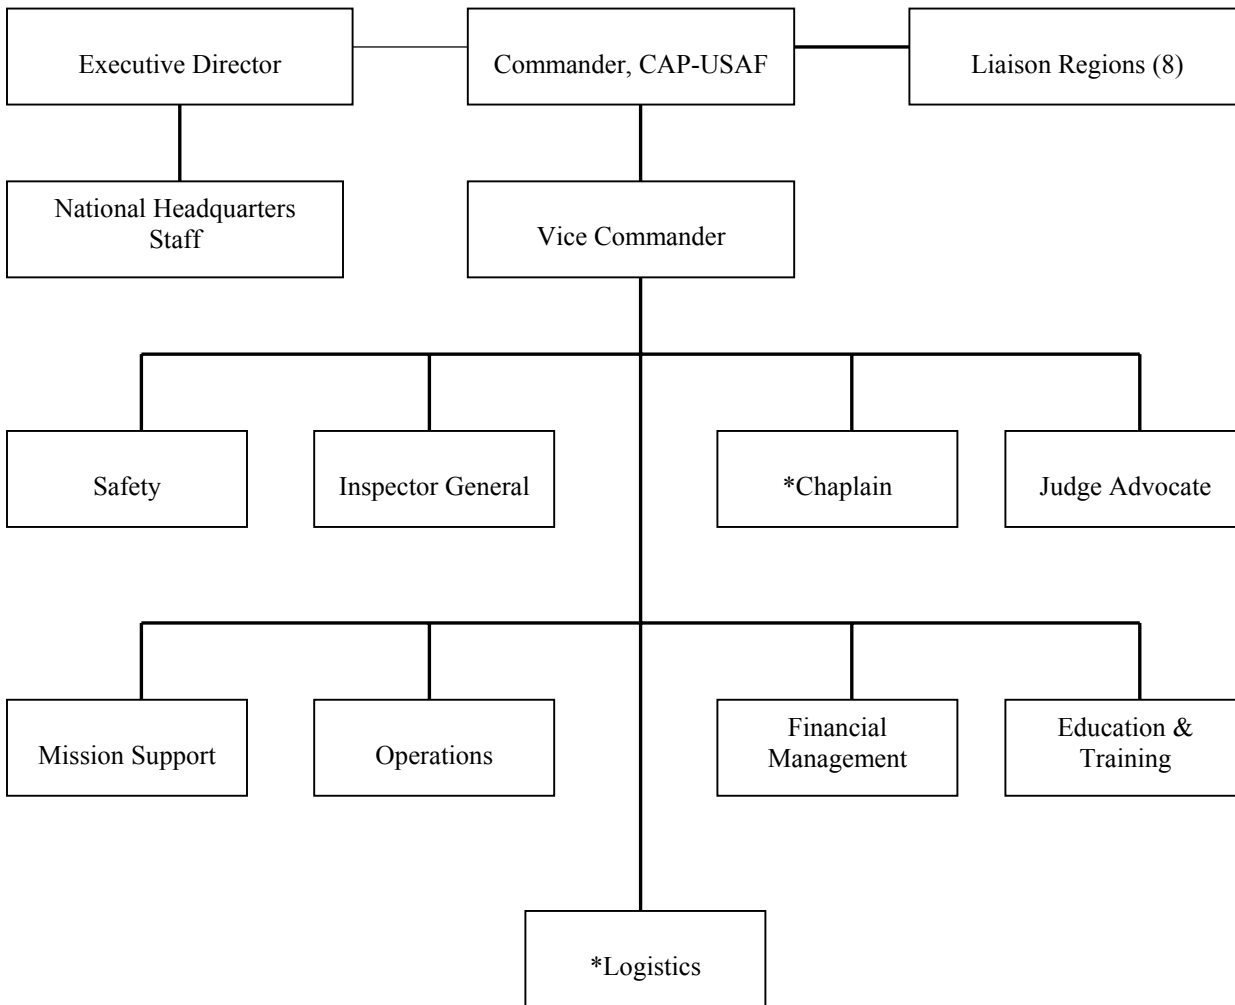 Executive Director
Commander, CAP-USAF
Liaison Regions (8)
National Headquarters
Staff
Vice Commander
Safety
Inspector General
*Chaplain
Judge Advocate
Mission Support
Operations
Financial
Management
Education &
Training
*Logistics